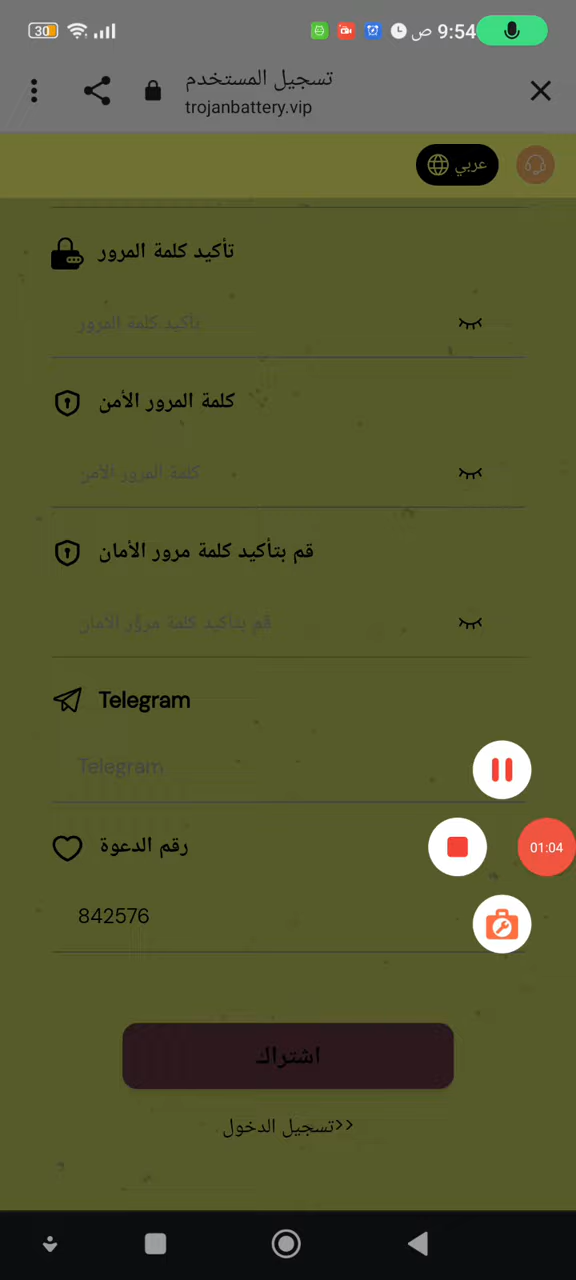 30
9:54 ص
تسجيل المستخدم
trojanbattery.vip
عربي
تأكيد كلمة المرور
تأكيد كلمة المرور
كلمة المرور الأمن
كلمة المرور الأمن
قم بتأكيد كلمة مرور الأمان
قم بتأكيد كلمة مرور الأمان
Telegram
Telegram
رقم الدعوة
01:04
842576
اشتراك
<<تسجيل الدخول